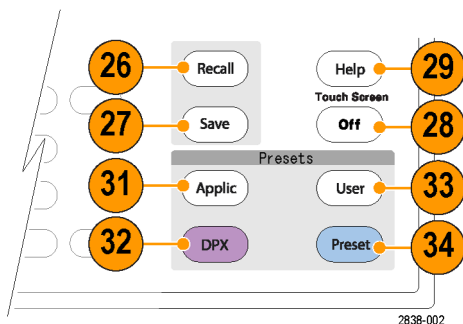 26 Recall Help 29
Touch Screen
27 Save Off 28
Presets
31 Applic User 33
32 DPX Preset 34
2838-002